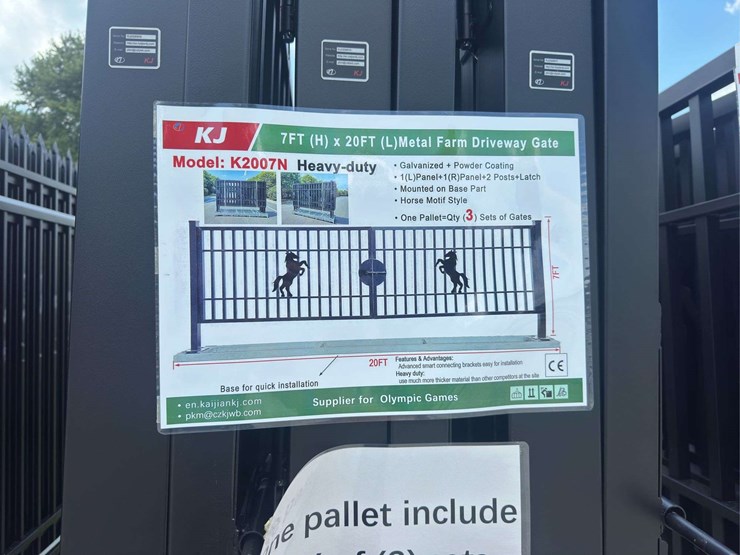 KJ
7FT (H) x 20FT (L)Metal Farm Driveway Gate
Model: K2007N Heavy-duty
• Galvanized + Powder Coating
• 1(L)Panel+1(R)Panel+2 Posts+Latch
• Mounted on Base Part
• Horse Motif Style
• One Pallet=Qty (3) Sets of Gates
7FT
20FT
Features & Advantages:
Advanced smart connecting brackets easy for installation
Heavy duty:
use much more thicker material than other competitors at the site
CE
Base for quick installation
• en.kaijiankj.com
• pkm@czkjwb.com
Supplier for Olympic Games
pallet include